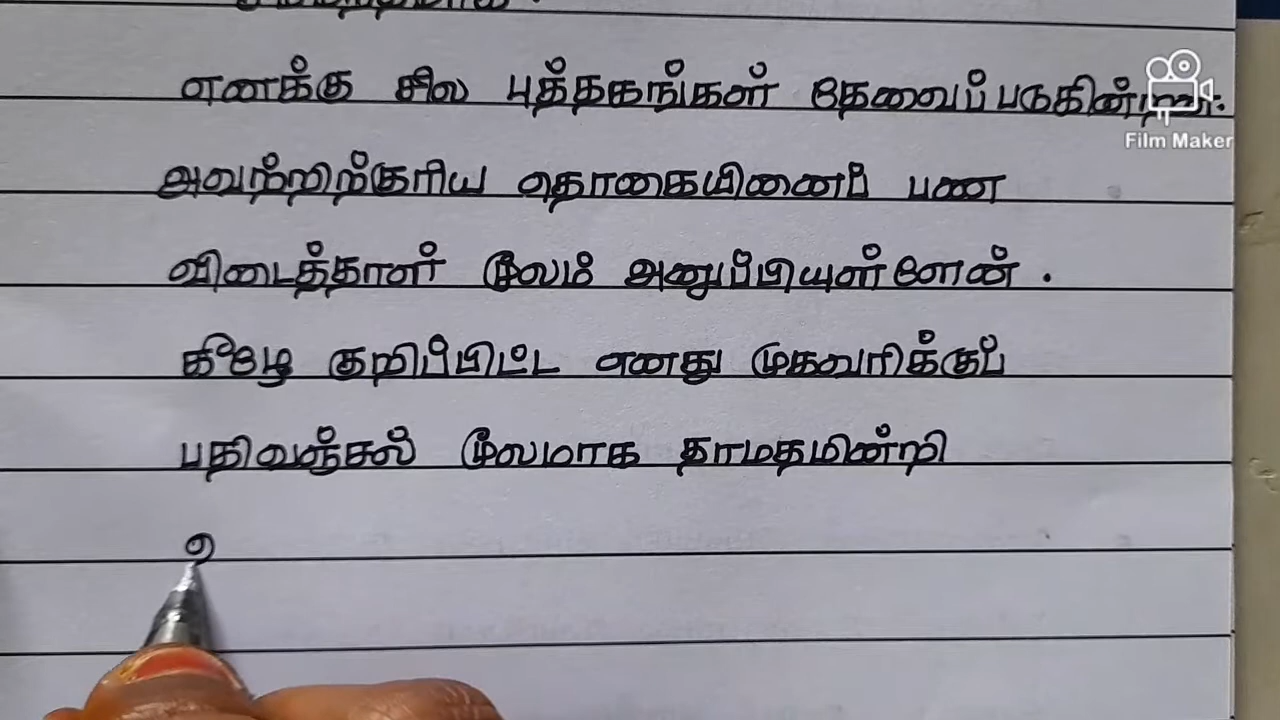 எனக்கு சில புத்தகங்கள் தேவைப்படுகின்றன.
Film Maker
அவற்றிற்குரிய தொகையினைப் பண
விடைத்தாள் மூலம் அனுப்பியுள்ளேன்.
கீழே குறிப்பிட்ட எனது முகவரிக்குப்
பதிவஞ்சல் மூலமாக தாமதமின்றி